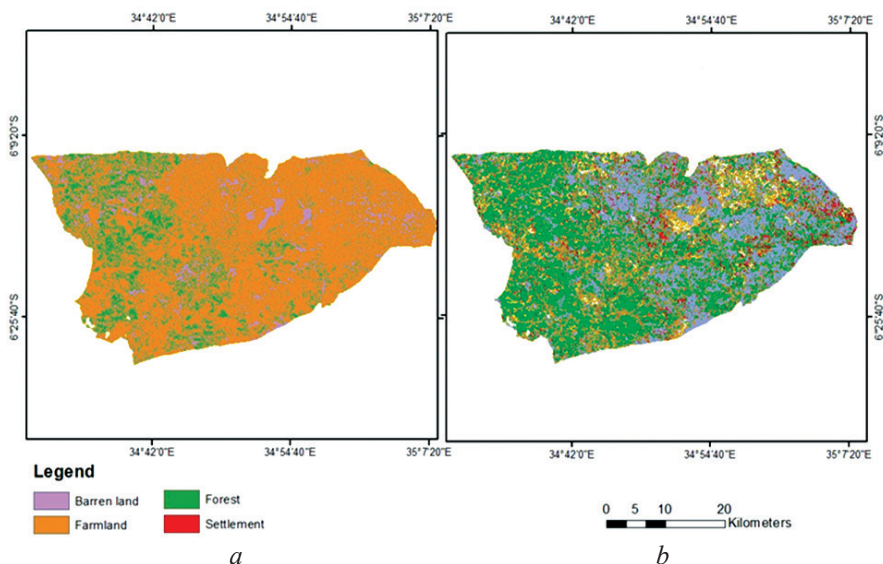 34°42'0"E 34°54'40"E 35°7'20"E 34°42'0"E 34°54'40"E 35°7'20"E
6°9'20"S 6°9'20"S
6°25'40"S 6°25'40"S
34°42'0"E 34°54'40"E 35°7'20"E 34°42'0"E 34°54'40"E 35°7'20"E
Legend
Barren land Forest
Farmland Settlement
0 5 10 20
Kilometers
a b